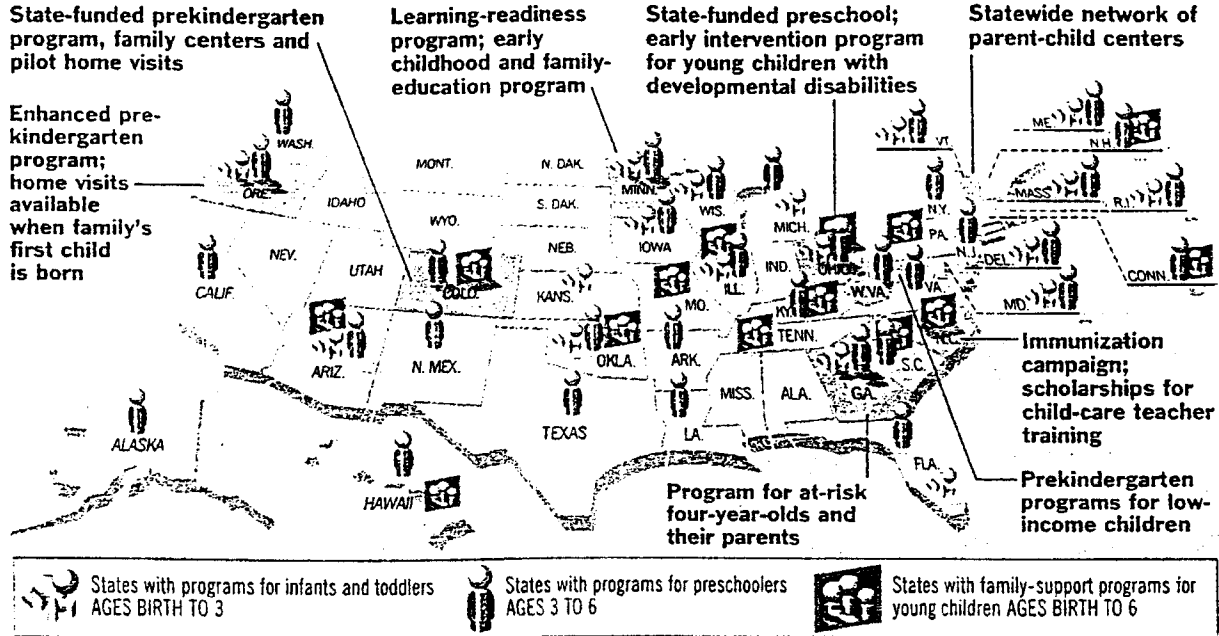 State-funded prekindergarten
program, family centers and
pilot home visits
Learning-readiness
program; early
childhood and family-
education program
State-funded preschool;
early intervention program
for young children with
developmental disabilities
Statewide network of
parent-child centers
Enhanced pre-
kindergarten
program;
home visits
available
when family's
first child
is born
WASH.
ORE.
MONT.
N. DAK.
MINN.
IDAHO
WYO.
S. DAK.
WIS.
MICH.
VT.
ME.
N.H.
MASS.
R.I.
N.Y.
PA.
N.J.
DEL.
CONN.
MD.
NEV.
UTAH
CALIF.
COLO.
NEB.
IOWA
KANS.
MO.
ILL.
IND.
OHIO
W.VA.
VA.
KY.
TENN.
N.C.
ARIZ.
N. MEX.
OKLA.
ARK.
MISS.
ALA.
GA.
S.C.
TEXAS
LA.
FLA.
ALASKA
HAWAII
Immunization
campaign;
scholarships for
child-care teacher
training
Program for at-risk
four-year-olds and
their parents
Prekindergarten
programs for low-
income children
States with programs for infants and toddlers
AGES BIRTH TO 3
States with programs for preschoolers
AGES 3 TO 6
States with family-support programs for
young children AGES BIRTH TO 6